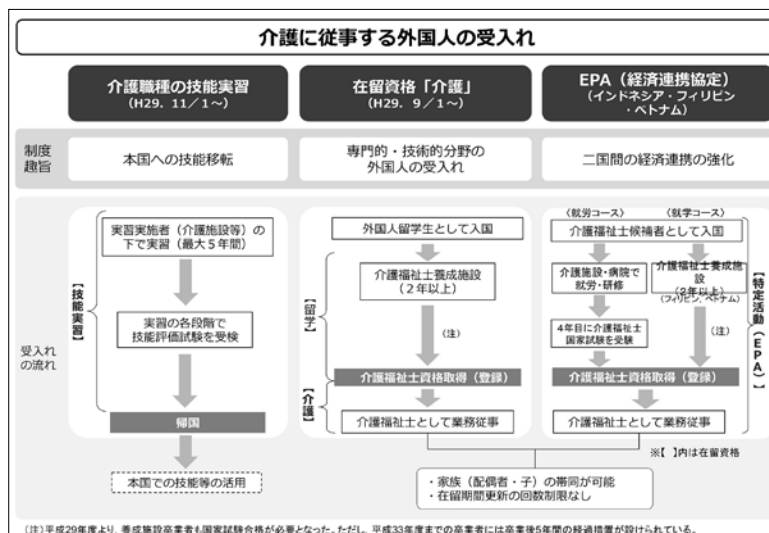 介護に従事する外国人の受入れ
介護職種の技能実習
(H29. 11/1~)
在留資格「介護」
(H29. 9/1~)
EPA(経済連携協定)
(インドネシア・フィリピン
・ベトナム)
制度
趣旨
本国への技能移転
専門的・技術的分野の
外国人の受入れ
二国間の経済連携の強化
受入れ
の流れ
【技能実習】
実習実施者(介護施設等)の
下で実習(最大5年間)
実習の各段階で
技能評価試験を受検
帰国
本国での技能等の活用
【留学】
【介護】
外国人留学生として入国
介護福祉士養成施設
(2年以上)
(注)
介護福祉士資格取得(登録)
介護福祉士として業務従事
〈就労コース〉
〈就学コース〉
介護福祉士候補者として入国
介護施設・病院で
就労・研修
4年目に介護福祉士
国家試験を受験
介護福祉士養成施
設
(2年以上)
(フィリピン、ベトナム)
(注)
介護福祉士資格取得(登録)
介護福祉士として業務従事
【特定活動(EPA)】
※【 】内は在留資格
・家族(配偶者・子)の帯同が可能
・在留期間更新の回数制限なし
(注)平成29年度より、養成施設卒業者も国家試験合格が必要となった。ただし、平成33年度までの卒業者には卒業後5年間の経過措置が設けられている。